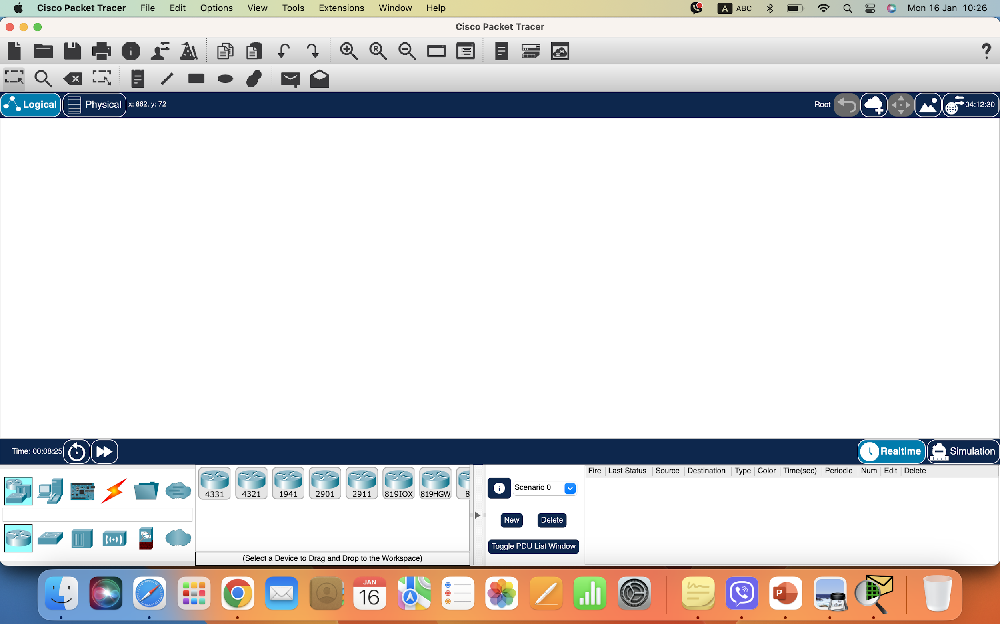 Cisco Packet Tracer File Edit Options View Tools Extensions Window Help A ABC Mon 16 Jan 10:26
Cisco Packet Tracer
i R ?
Logical Physical x: 862, y: 72 Root 04:12:30
Time: 00:08:25 Realtime Simulation
4331 4321 1941 2901 2911 819IOX 819HGW 8
Fire Last Status Source Destination Type Color Time(sec) Periodic Num Edit Delete
i Scenario 0
New Delete
Toggle PDU List Window
(Select a Device to Drag and Drop to the Workspace)
JAN
16
P